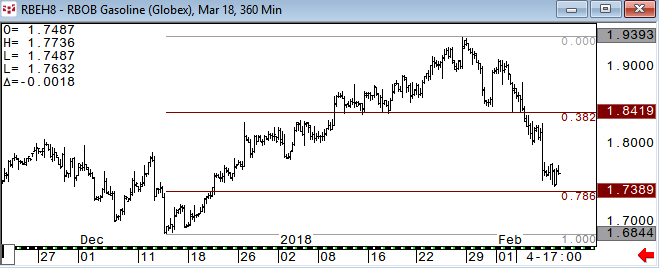 RBEH8 - RBOB Gasoline (Globex), Mar 18, 360 Min
O= 1.7487
H= 1.7736
L= 1.7487
L= 1.7632
Δ=-0.0018
0.000
1.9393
1.9000
1.8419
0.382
1.8000
1.7389
0.786
1.7000
1.6844
1.000
Dec 2018 Feb
27 01 11 18 26 02 08 16 22 29 01 4-17:00